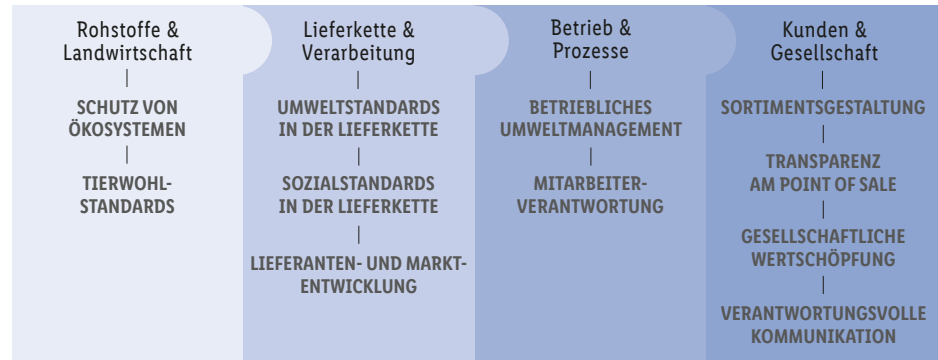 Rohstoffe &
Landwirtschaft
SCHUTZ VON
ÖKOSYSTEMEN
TIERWOHL-
STANDARDS
Lieferkette &
Verarbeitung
UMWELTSTANDARDS
IN DER LIEFERKETTE
SOZIALSTANDARDS
IN DER LIEFERKETTE
LIEFERANTEN- UND MARKT-
ENTWICKLUNG
Betrieb &
Prozesse
BETRIEBLICHES
UMWELTMANAGEMENT
MITARBEITER-
VERANTWORTUNG
Kunden &
Gesellschaft
SORTIMENTSGESTALTUNG
TRANSPARENZ
AM POINT OF SALE
GESELLSCHAFTLICHE
WERTSCHÖPFUNG
VERANTWORTUNGSVOLLE
KOMMUNIKATION